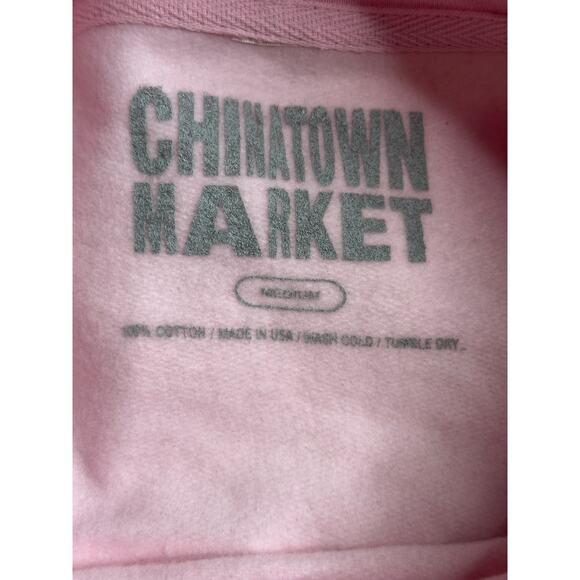 CHINATOWN
MARKET
MEDIUM
100% COTTON / MADE IN USA / WASH COLD / TUMBLE DRY